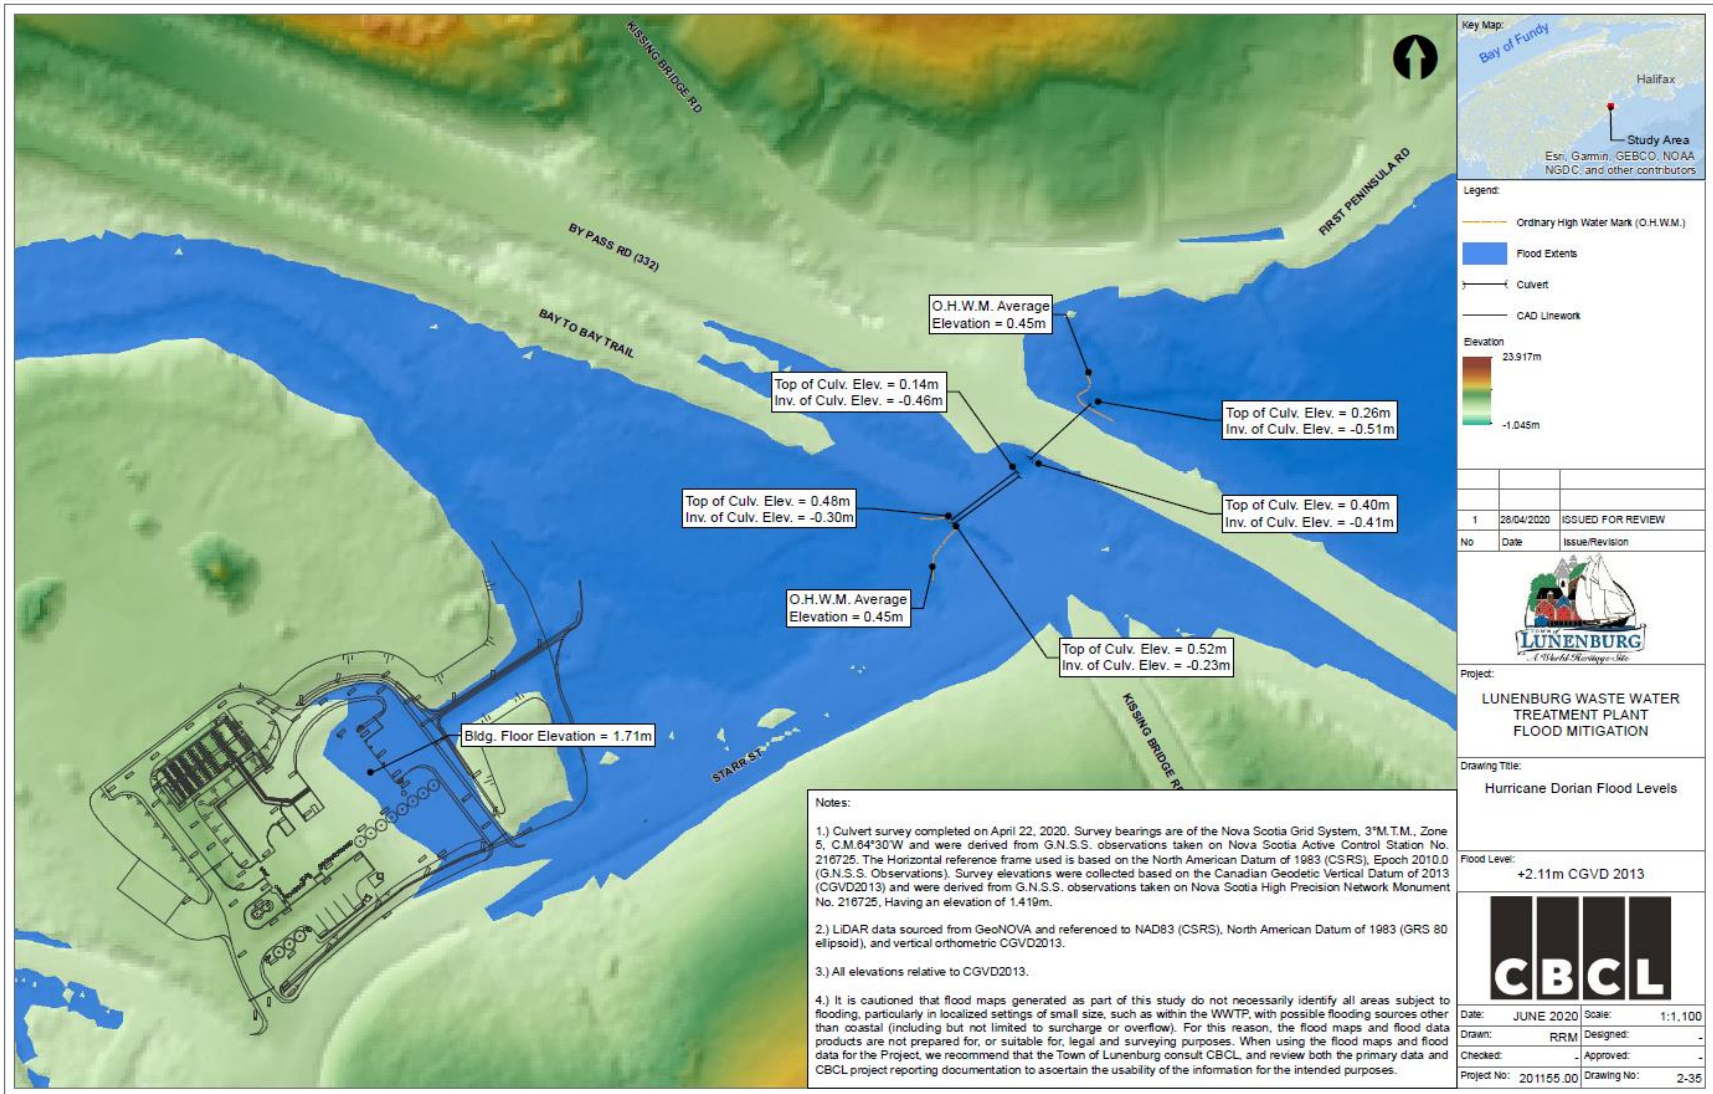 KISSING BRIDGE RD
BY PASS RD (332)
BAY TO BAY TRAIL
FIRST PENINSULA RD
O.H.W.M. Average
Elevation = 0.45m
Top of Culv. Elev. = 0.14m
Inv. of Culv. Elev. = -0.46m
Top of Culv. Elev. = 0.26m
Inv. of Culv. Elev. = -0.51m
Top of Culv. Elev. = 0.48m
Inv. of Culv. Elev. = -0.30m
Top of Culv. Elev. = 0.40m
Inv. of Culv. Elev. = -0.41m
O.H.W.M. Average
Elevation = 0.45m
Top of Culv. Elev. = 0.52m
Inv. of Culv. Elev. = -0.23m
Bldg. Floor Elevation = 1.71m
STARR ST
KISSING BRIDGE RD
Notes:
1.) Culvert survey completed on April 22, 2020. Survey bearings are of the Nova Scotia Grid System, 3°M.T.M., Zone
5, C.M.64°30'W and were derived from G.N.S.S. observations taken on Nova Scotia Active Control Station No.
216725. The Horizontal reference frame used is based on the North American Datum of 1983 (CSRS), Epoch 2010.0
(G.N.S.S. Observations). Survey elevations were collected based on the Canadian Geodetic Vertical Datum of 2013
(CGVD2013) and were derived from G.N.S.S. observations taken on Nova Scotia High Precision Network Monument
No. 216725, Having an elevation of 1.419m.
2.) LiDAR data sourced from GeoNOVA and referenced to NAD83 (CSRS), North American Datum of 1983 (GRS 80
ellipsoid), and vertical orthometric CGVD2013.
3.) All elevations relative to CGVD2013.
4.) It is cautioned that flood maps generated as part of this study do not necessarily identify all areas subject to
flooding, particularly in localized settings of small size, such as within the WWTP, with possible flooding sources other
than coastal (including but not limited to surcharge or overflow). For this reason, the flood maps and flood data
products are not prepared for, or suitable for, legal and surveying purposes. When using the flood maps and flood
data for the Project, we recommend that the Town of Lunenburg consult CBCL, and review both the primary data and
CBCL project reporting documentation to ascertain the usability of the information for the intended purposes.
Key Map:
Bay of Fundy
Halifax
Study Area
Esri, Garmin, GEBCO, NOAA
NGDC, and other contributors
Legend:
Ordinary High Water Mark (O.H.W.M.)
Flood Extents
Culvert
CAD Linework
Elevation
23.917m
-1.045m
1 28/04/2020 ISSUED FOR REVIEW
No Date Issue/Revision
TOWN of
LUNENBURG
A World Heritage Site
Project:
LUNENBURG WASTE WATER
TREATMENT PLANT
FLOOD MITIGATION
Drawing Title:
Hurricane Dorian Flood Levels
Flood Level:
+2.11m CGVD 2013
CBCL
Date: JUNE 2020 Scale: 1:1,100
Drawn: RRM Designed: -
Checked: - Approved: -
Project No: 201155.00 Drawing No: 2-35